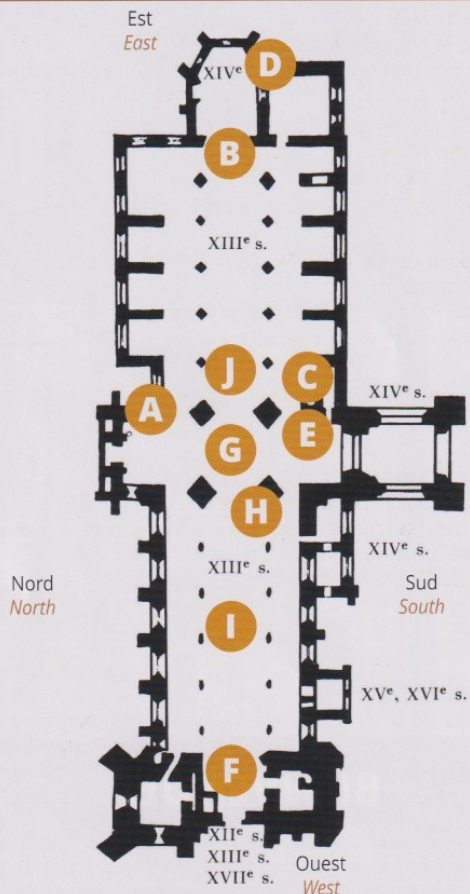 Est
East
XIVe
D
B
XIIIe s.
J
C
A
XIVe s.
E
G
H
XIIIe s.
XIVe s.
Nord
North
Sud
South
I
XVe, XVIe s.
F
XIIe s.
XIIIe s.
XVIIe s.
Ouest
West